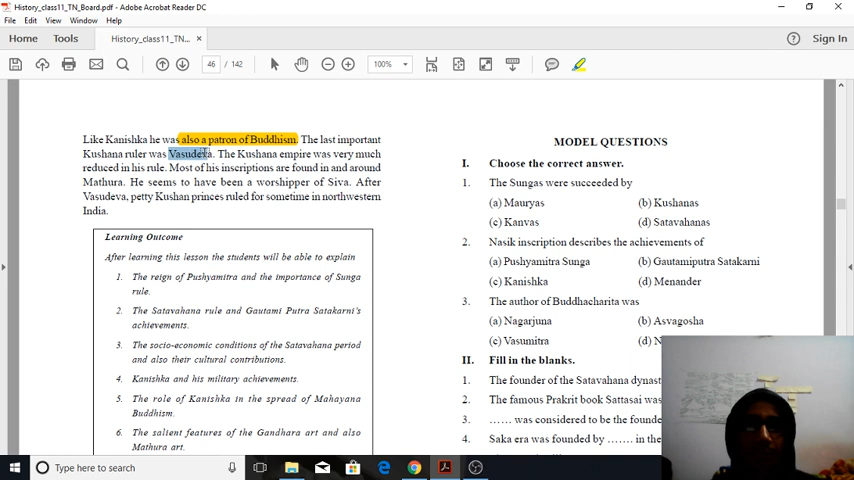 History_class11_TN_Board.pdf - Adobe Acrobat Reader DC
File Edit View Window Help
Home Tools History_class11_TN... × Sign In
46 / 142 100%
Like Kanishka he was also a patron of Buddhism. The last important
Kushana ruler was Vasudeva. The Kushana empire was very much
reduced in his rule. Most of his inscriptions are found in and around
Mathura. He seems to have been a worshipper of Siva. After
Vasudeva, petty Kushan princes ruled for sometime in northwestern
India.
Learning Outcome
After learning this lesson the students will be able to explain
1. The reign of Pushyamitra and the importance of Sunga
rule.
2. The Satavahana rule and Gautami Putra Satakarni's
achievements.
3. The socio-economic conditions of the Satavahana period
and also their cultural contributions.
4. Kanishka and his military achievements.
5. The role of Kanishka in the spread of Mahayana
Buddhism.
6. The salient features of the Gandhara art and also
Mathura art.
MODEL QUESTIONS
I. Choose the correct answer.
1. The Sungas were succeeded by
(a) Mauryas (b) Kushanas
(c) Kanvas (d) Satavahanas
2. Nasik inscription describes the achievements of
(a) Pushyamitra Sunga (b) Gautamiputra Satakarni
(c) Kanishka (d) Menander
3. The author of Buddhacharita was
(a) Nagarjuna (b) Asvagosha
(c) Vasumitra (d) N
II. Fill in the blanks.
1. The founder of the Satavahana dynast
2. The famous Prakrit book Sattasai was
3. …… was considered to be the founde
4. Saka era was founded by ……. in the
Type here to search